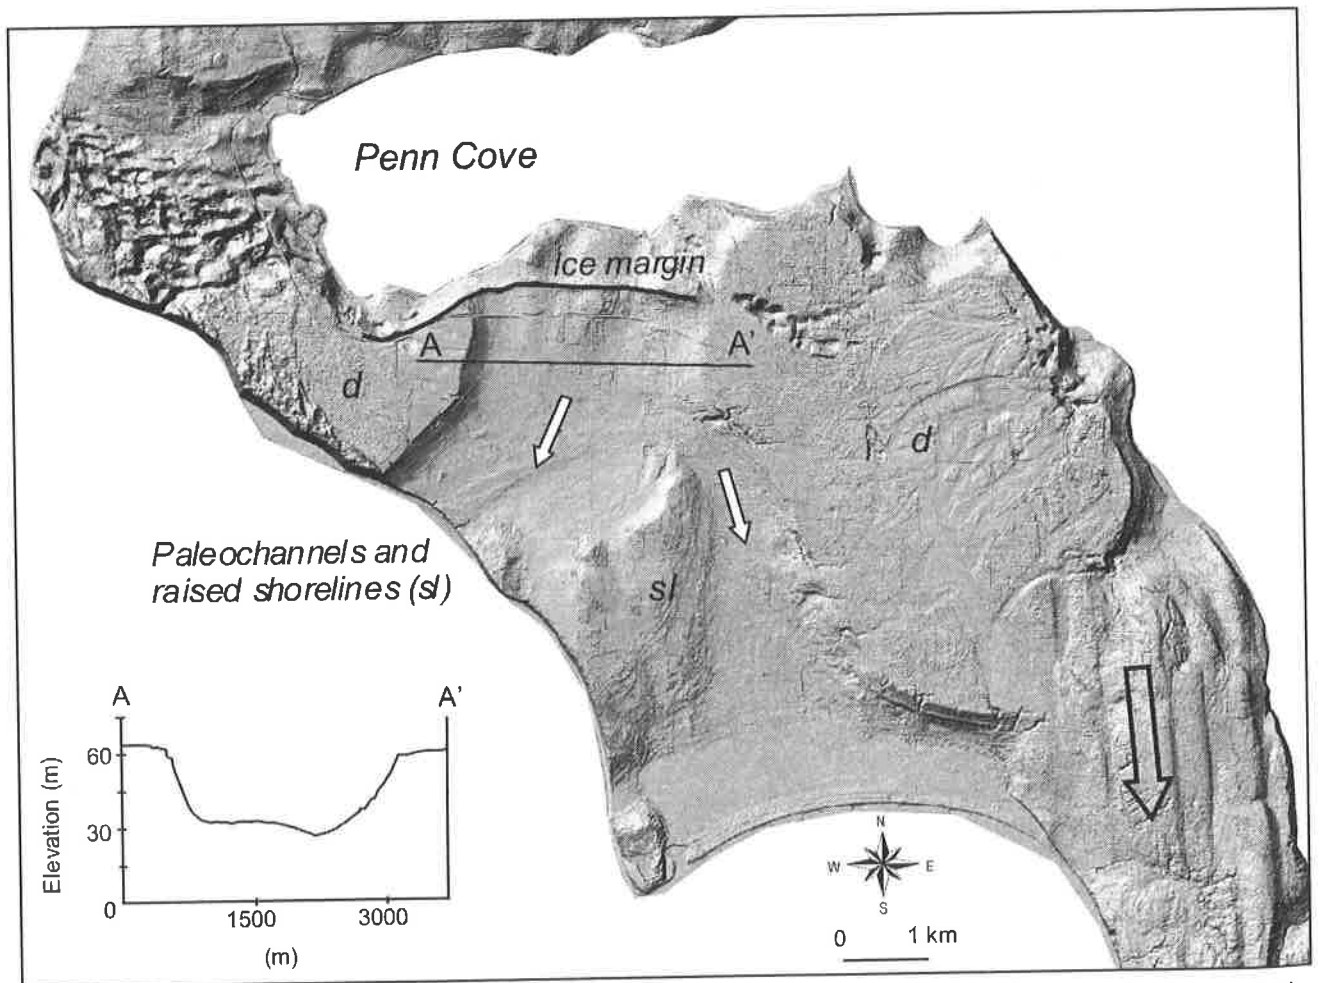 Penn Cove
Ice margin
A
A'
d
d
Paleochannels and
raised shorelines (sl)
sl
A
A'
Elevation (m)
60
30
0
1500
3000
(m)
N
W
E
S
0
1 km